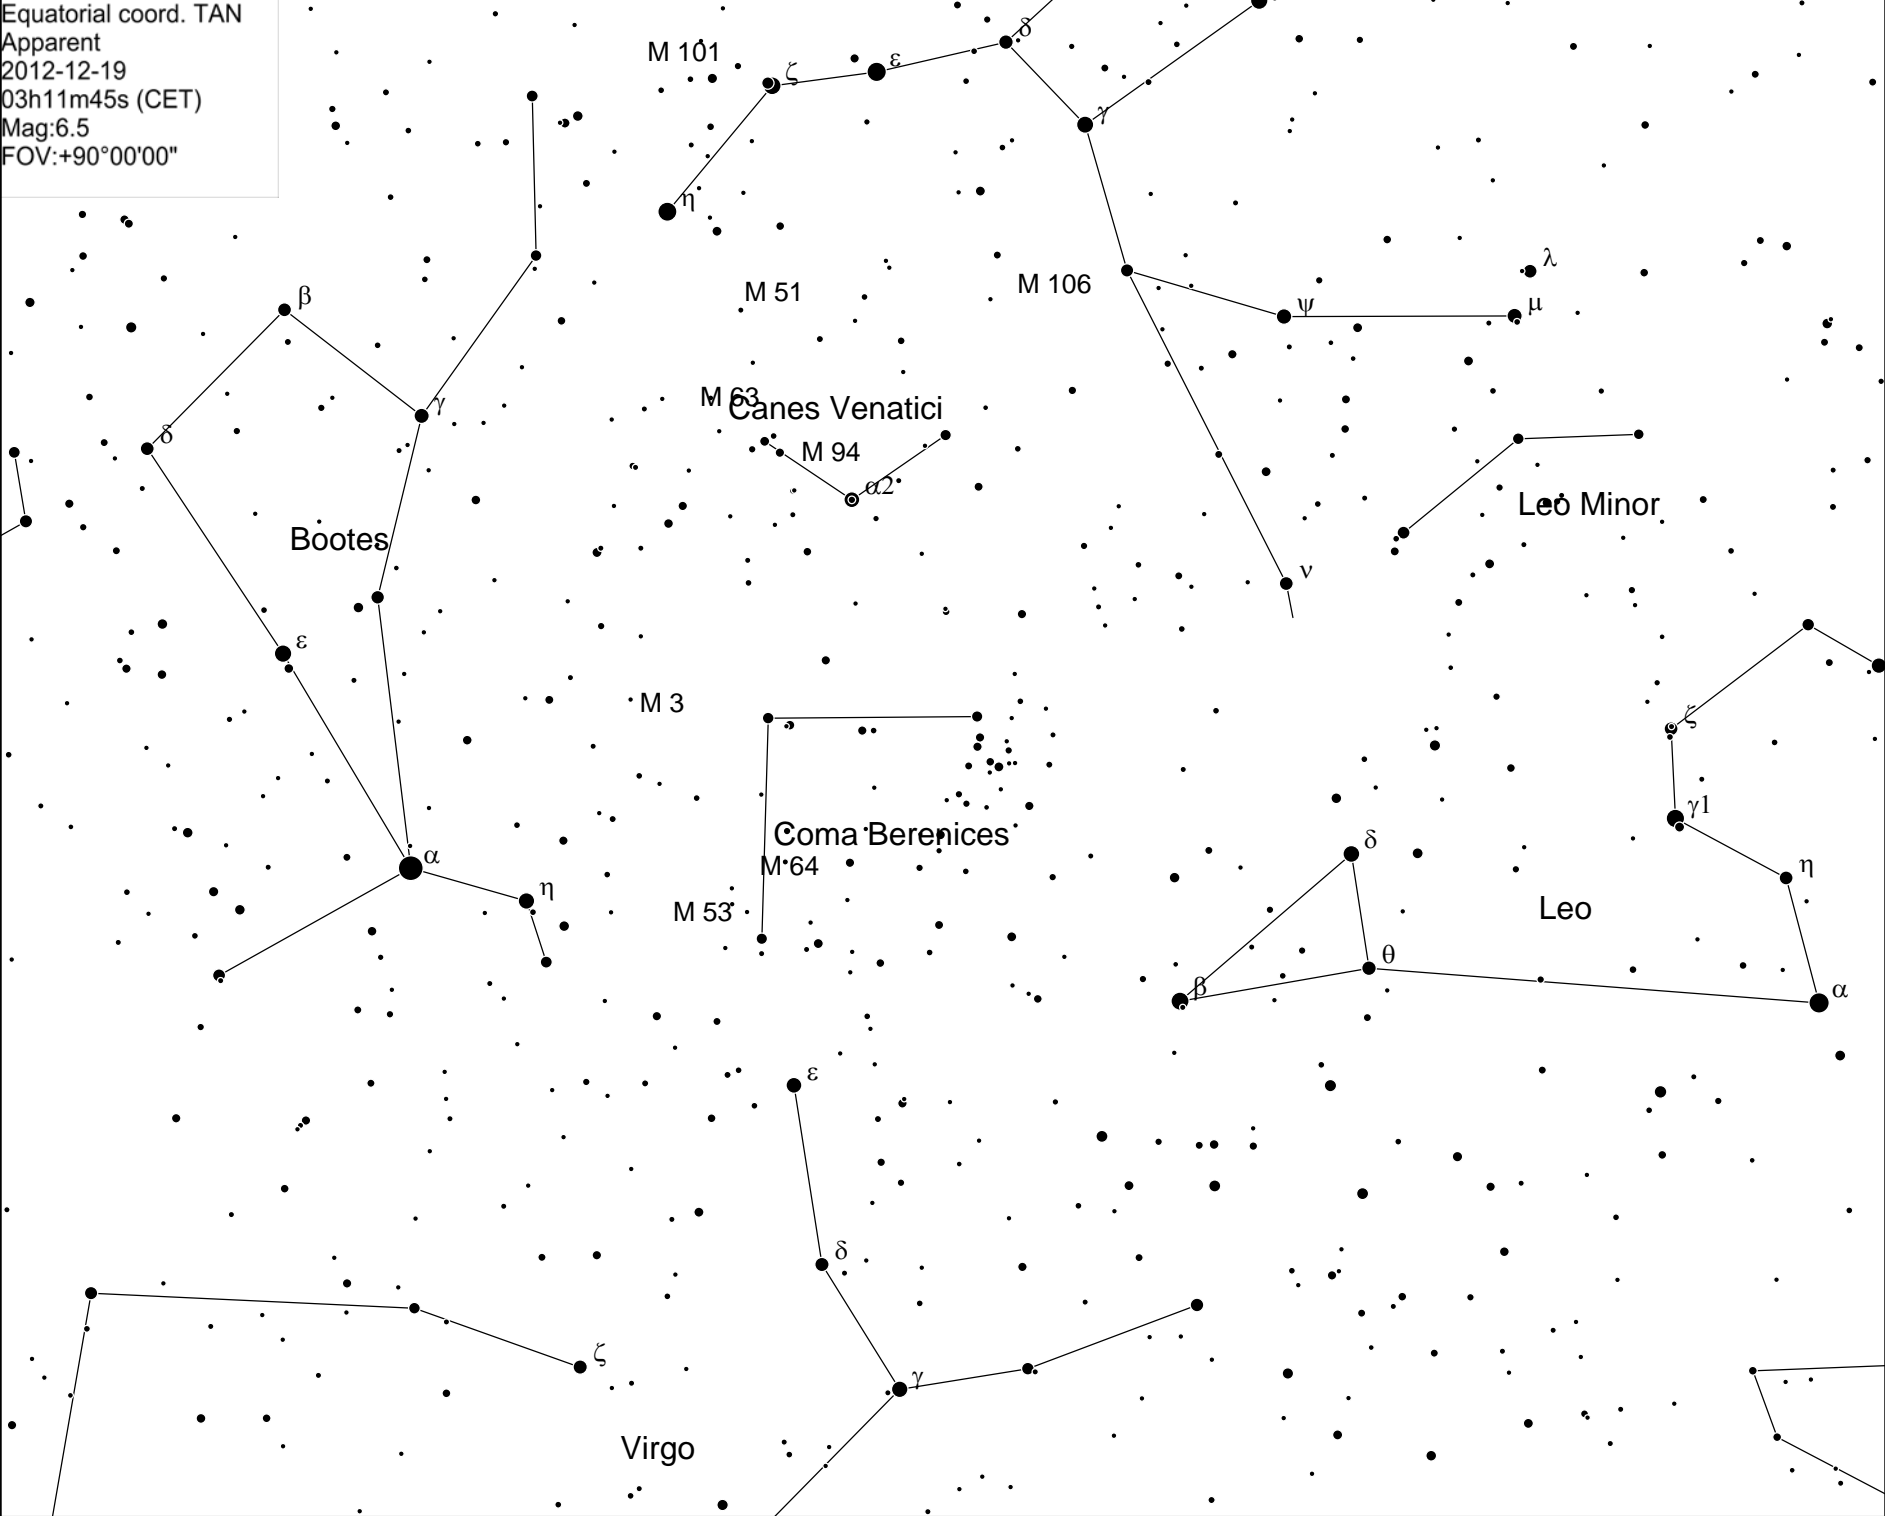 Equatorial coord. TAN
Apparent
2012-12-19
03h11m45s (CET)
Mag:6.5
FOV:+90°00'00"
δ
M 101
ζ
ε
γ
η
λ
M 106
M 51
β
ψ
μ
M 63
Canes Venatici
γ
δ
M 94
α2
Leo Minor
Bootes
ν
ε
M 3
ζ
γ1
Coma Berenices
δ
α
M 64
η
η
Leo
M 53
θ
β
α
ε
δ
ζ
γ
Virgo